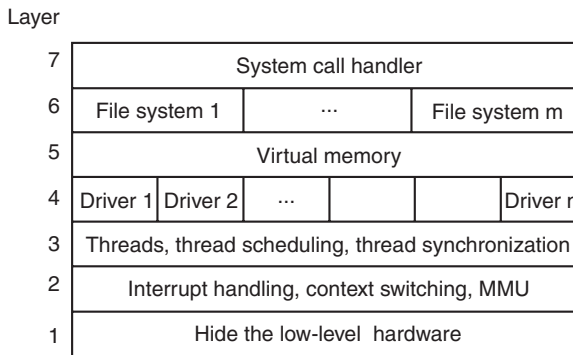 Layer
7 System call handler
6 File system 1 ... File system m
5 Virtual memory
4 Driver 1 Driver 2 ... Driver n
3 Threads, thread scheduling, thread synchronization
2 Interrupt handling, context switching, MMU
1 Hide the low-level hardware